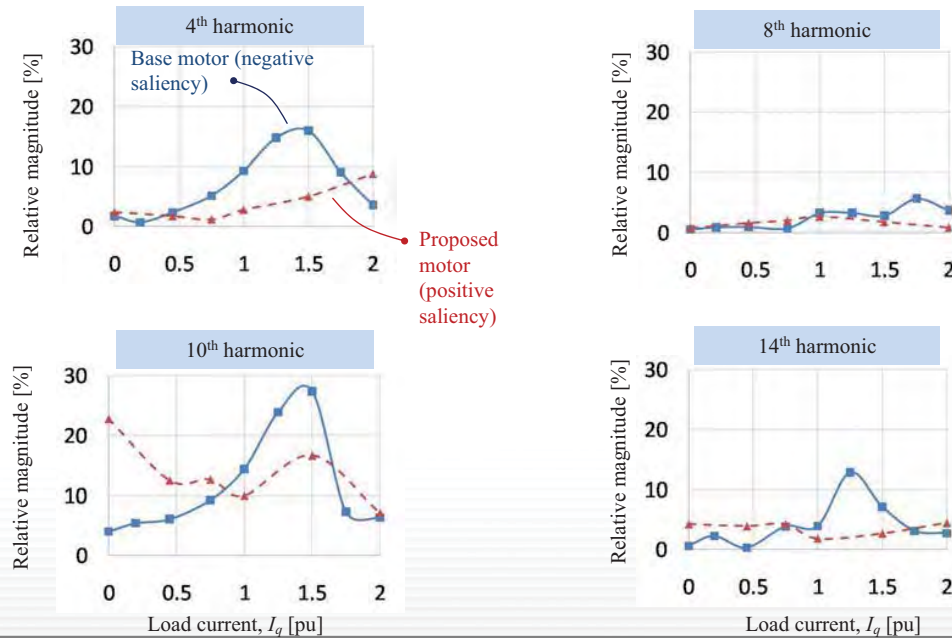 4th harmonic
Relative magnitude [%]
30
20
10
0
0 0.5 1 1.5 2
Base motor (negative
saliency)
Proposed
motor
(positive
saliency)
8th harmonic
Relative magnitude [%]
30
20
10
0
0 0.5 1 1.5 2
10th harmonic
Relative magnitude [%]
30
20
10
0
0 0.5 1 1.5 2
Load current, Iq [pu]
14th harmonic
Relative magnitude [%]
30
20
10
0
0 0.5 1 1.5 2
Load current, Iq [pu]